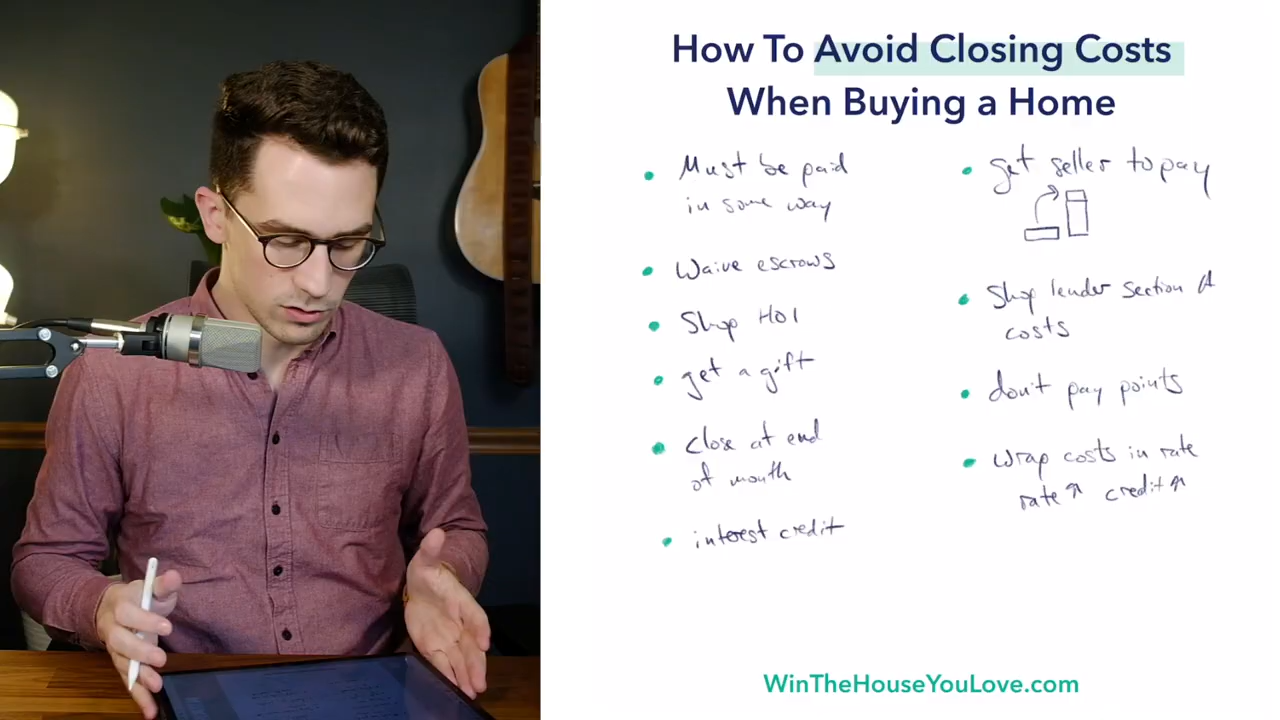 How To Avoid Closing Costs
When Buying a Home
Must be paid
in some way
Waive escrows
Shop HOI
get a gift
close at end
of month
interest credit
get seller to pay
Shop lender Section A
costs
don't pay points
wrap costs in rate
rate↑ credit↑
WinTheHouseYouLove.com